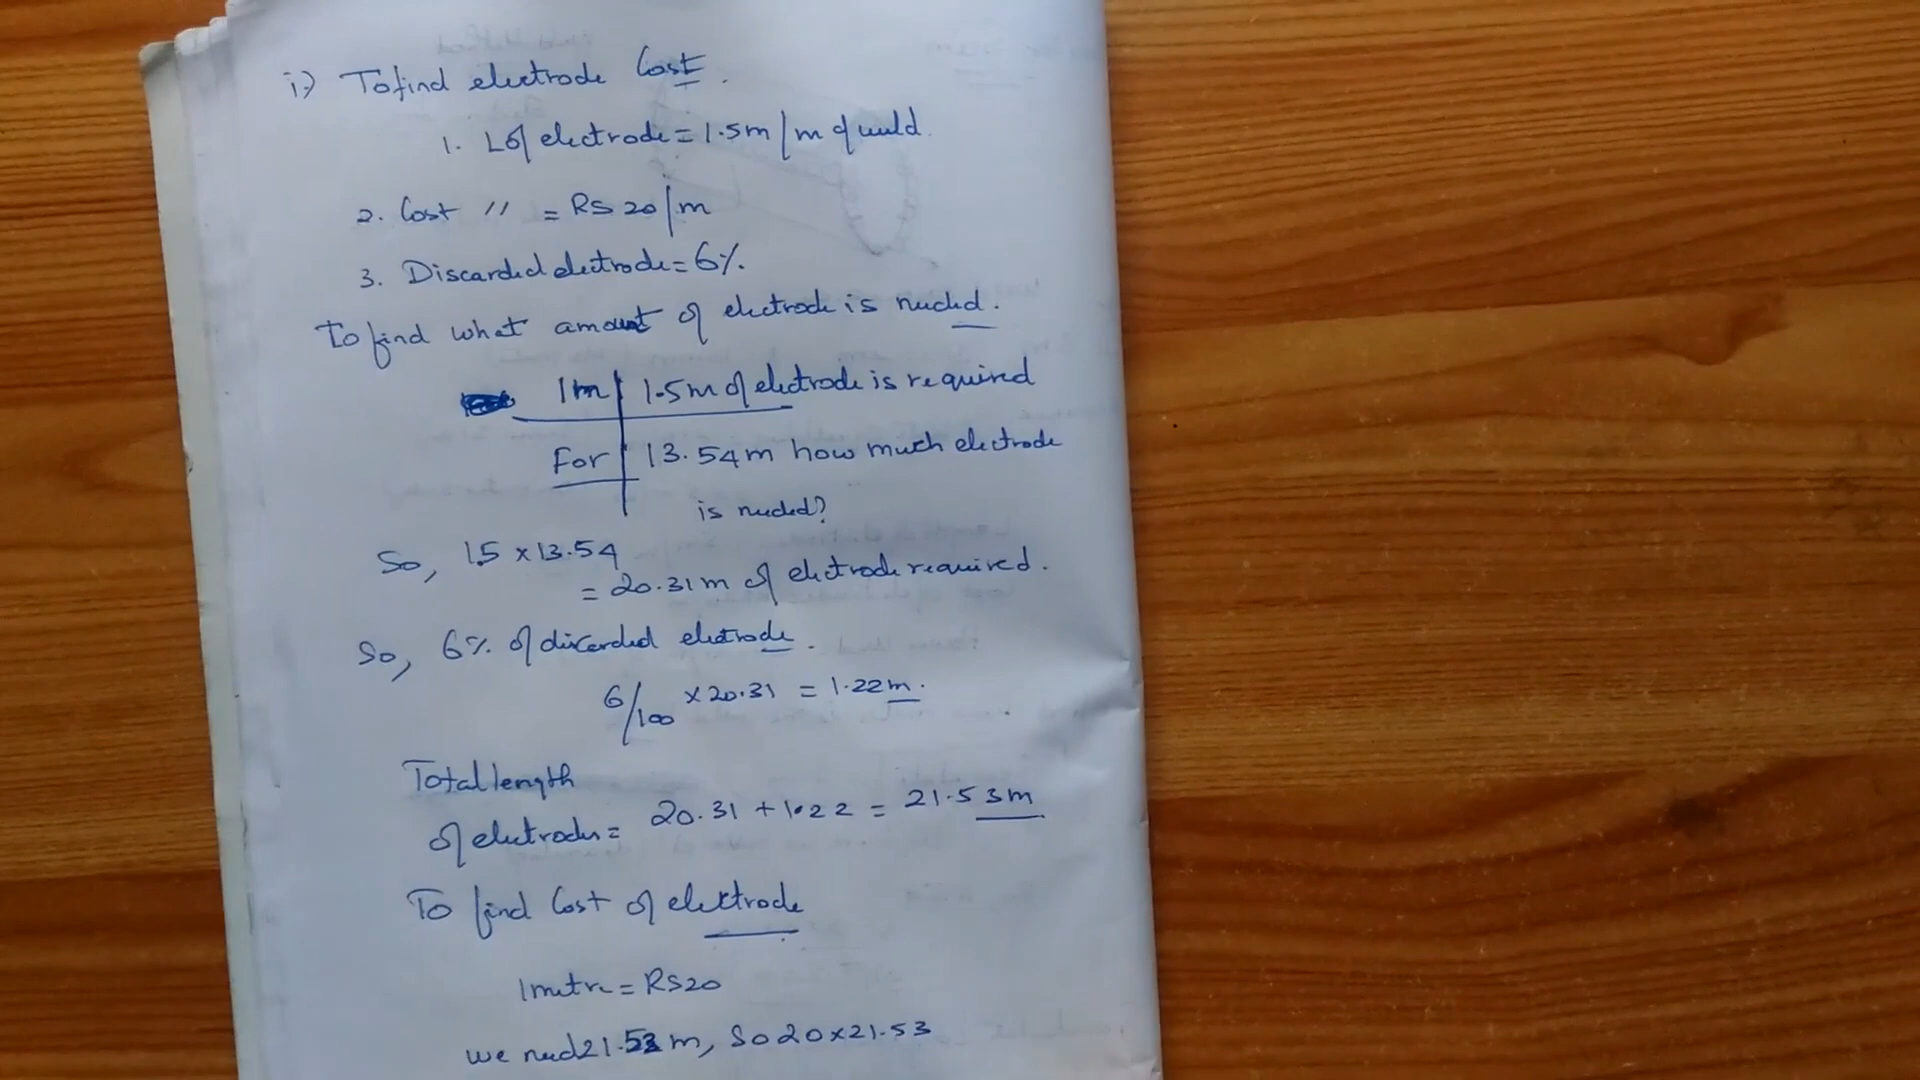 i) To find electrode Cost.
1. L of electrode = 1.5m/m of weld.
2. Cost " = RS 20/m
3. Discarded electrode = 6%.
To find what amount of electrode is needed.
1m | 1.5m of electrode is required
For | 13.54m how much electrode
is needed?
So, 1.5 x 13.54
= 20.31m of electrode required.
So, 6% of discarded electrode.
6/100 x 20.31 = 1.22m.
Total length
of electrodes = 20.31 + 1.22 = 21.53m
To find Cost of electrode
1 metre = RS20
we need 21.53 m, So 20x21.53